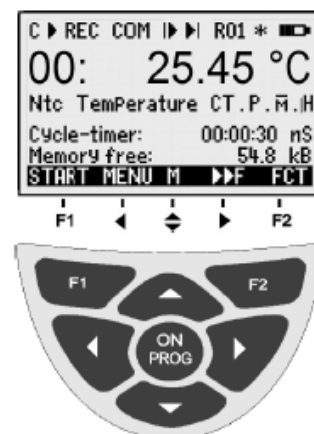 C ▶ REC COM I▶ ▶I R01 *
00: 25.45 °C
Ntc TemPerature CT.P.M̅.H
Cycle-timer: 00:00:30 nS
Memory free: 54.8 kB
START MENU M ▶▶F FCT
F1 ◀ ▶ F2
F1 F2
ON
PROG